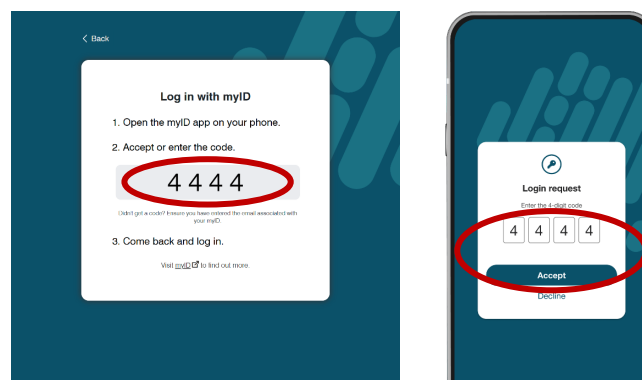 Back
Log in with myID
1. Open the myID app on your phone.
2. Accept or enter the code.
4 4 4 4
Didn't get a code? Ensure you have entered the email associated with
your myID.
3. Come back and log in.
Visit myID to find out more.
Login request
Enter the 4-digit code
4 4 4 4
Accept
Decline